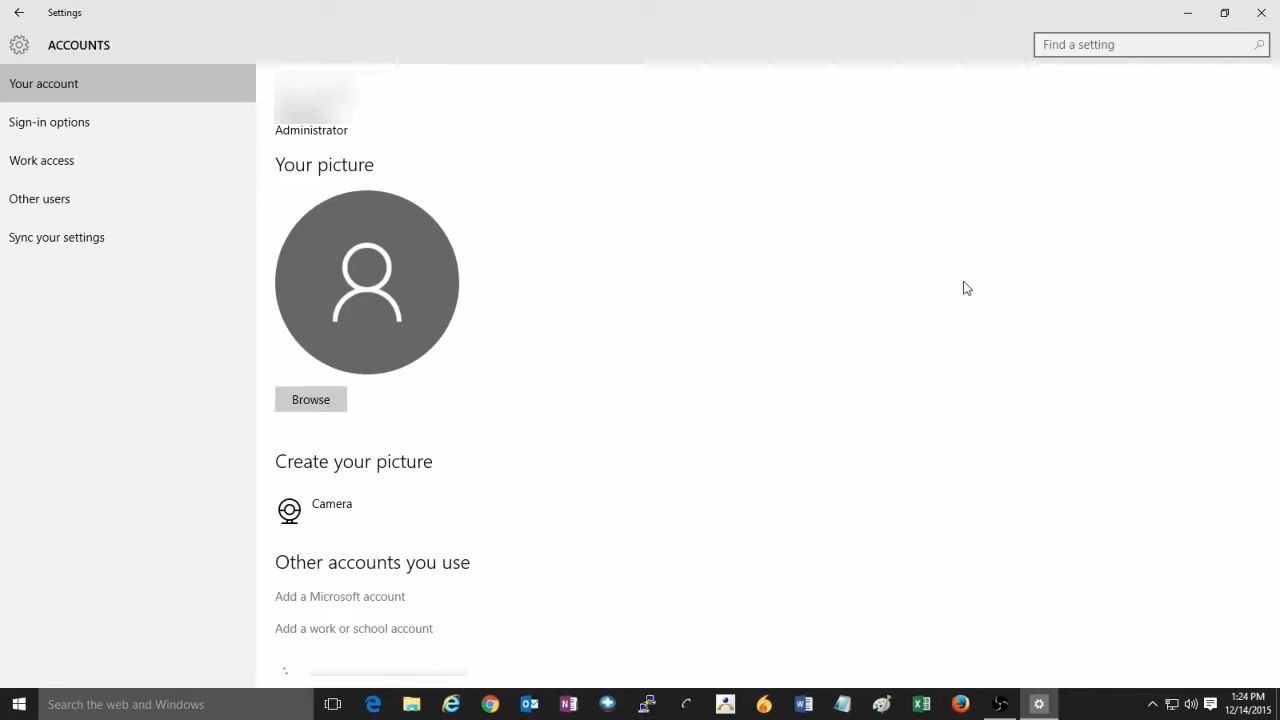 Settings
ACCOUNTS
Find a setting
Your account
Sign-in options
Work access
Other users
Sync your settings
Administrator
Your picture
Browse
Create your picture
Camera
Other accounts you use
Add a Microsoft account
Add a work or school account
Search the web and Windows
1:24 PM
12/14/2015